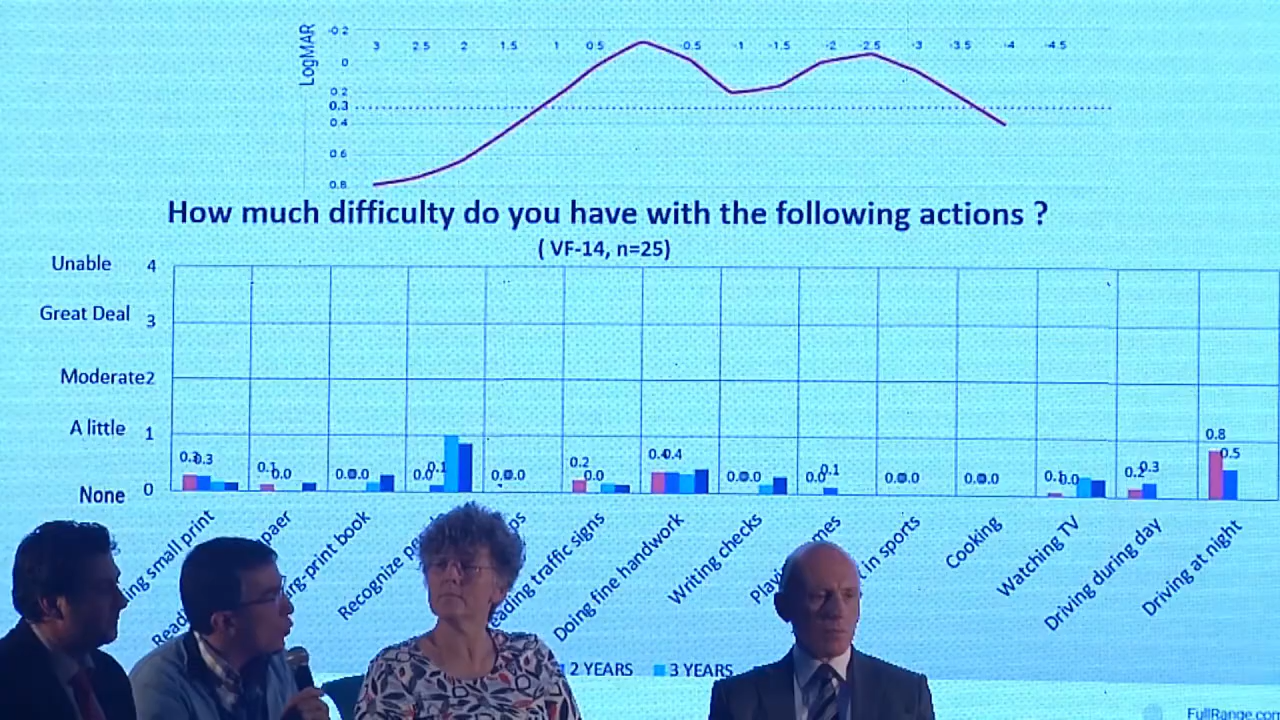 LogMAR
-0.2
3 2.5 2 1.5 1 0.5 -0.5 -1 -1.5 -2 -2.5 -3 -3.5 -4 -4.5
0
0.2
0.3
0.4
0.6
0.8
How much difficulty do you have with the following actions ?
( VF-14, n=25)
Unable 4
Great Deal 3
Moderate 2
A little 1
None 0
0.3 0.3 0.1 0.0 0.0 0.0 0.0 0.1 0.0 0.0 0.2 0.0 0.4 0.4 0.0 0.0 0.0 0.1 0.0 0.0 0.0 0.0 0.1 0.0 0.2 0.3 0.8 0.5
small print
book
Recognize
traffic signs
Doing fine handwork
Writing checks
in sports
Cooking
Watching TV
Driving during day
Driving at night
2 YEARS 3 YEARS